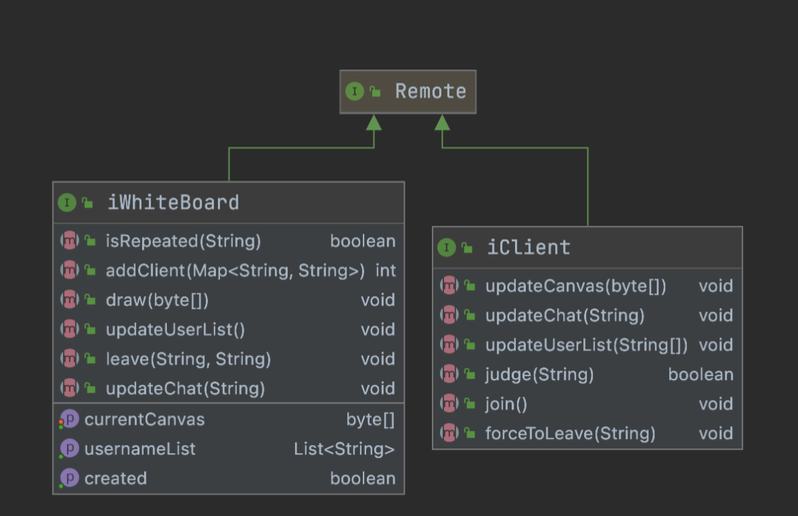 Remote
iWhiteBoard
isRepeated(String) boolean
addClient(Map<String, String>) int
draw(byte[]) void
updateUserList() void
leave(String, String) void
updateChat(String) void
currentCanvas byte[]
usernameList List<String>
created boolean
iClient
updateCanvas(byte[]) void
updateChat(String) void
updateUserList(String[]) void
judge(String) boolean
join() void
forceToLeave(String) void